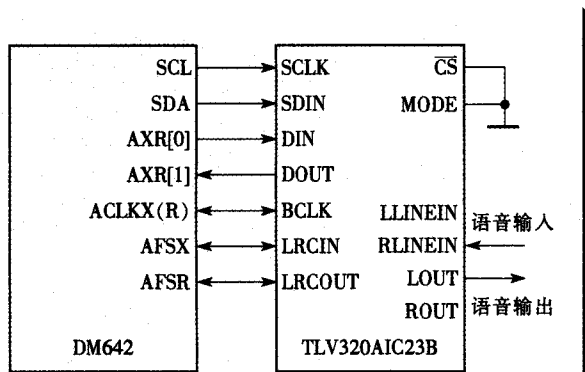 SCL
SDA
AXR[0]
AXR[1]
ACLKX(R)
AFSX
AFSR
DM642
SCLK
SDIN
DIN
DOUT
BCLK
LRCIN
LRCOUT
CS
MODE
LLINEIN
RLINEIN
LOUT
ROUT
TLV320AIC23B
语音输入
语音输出